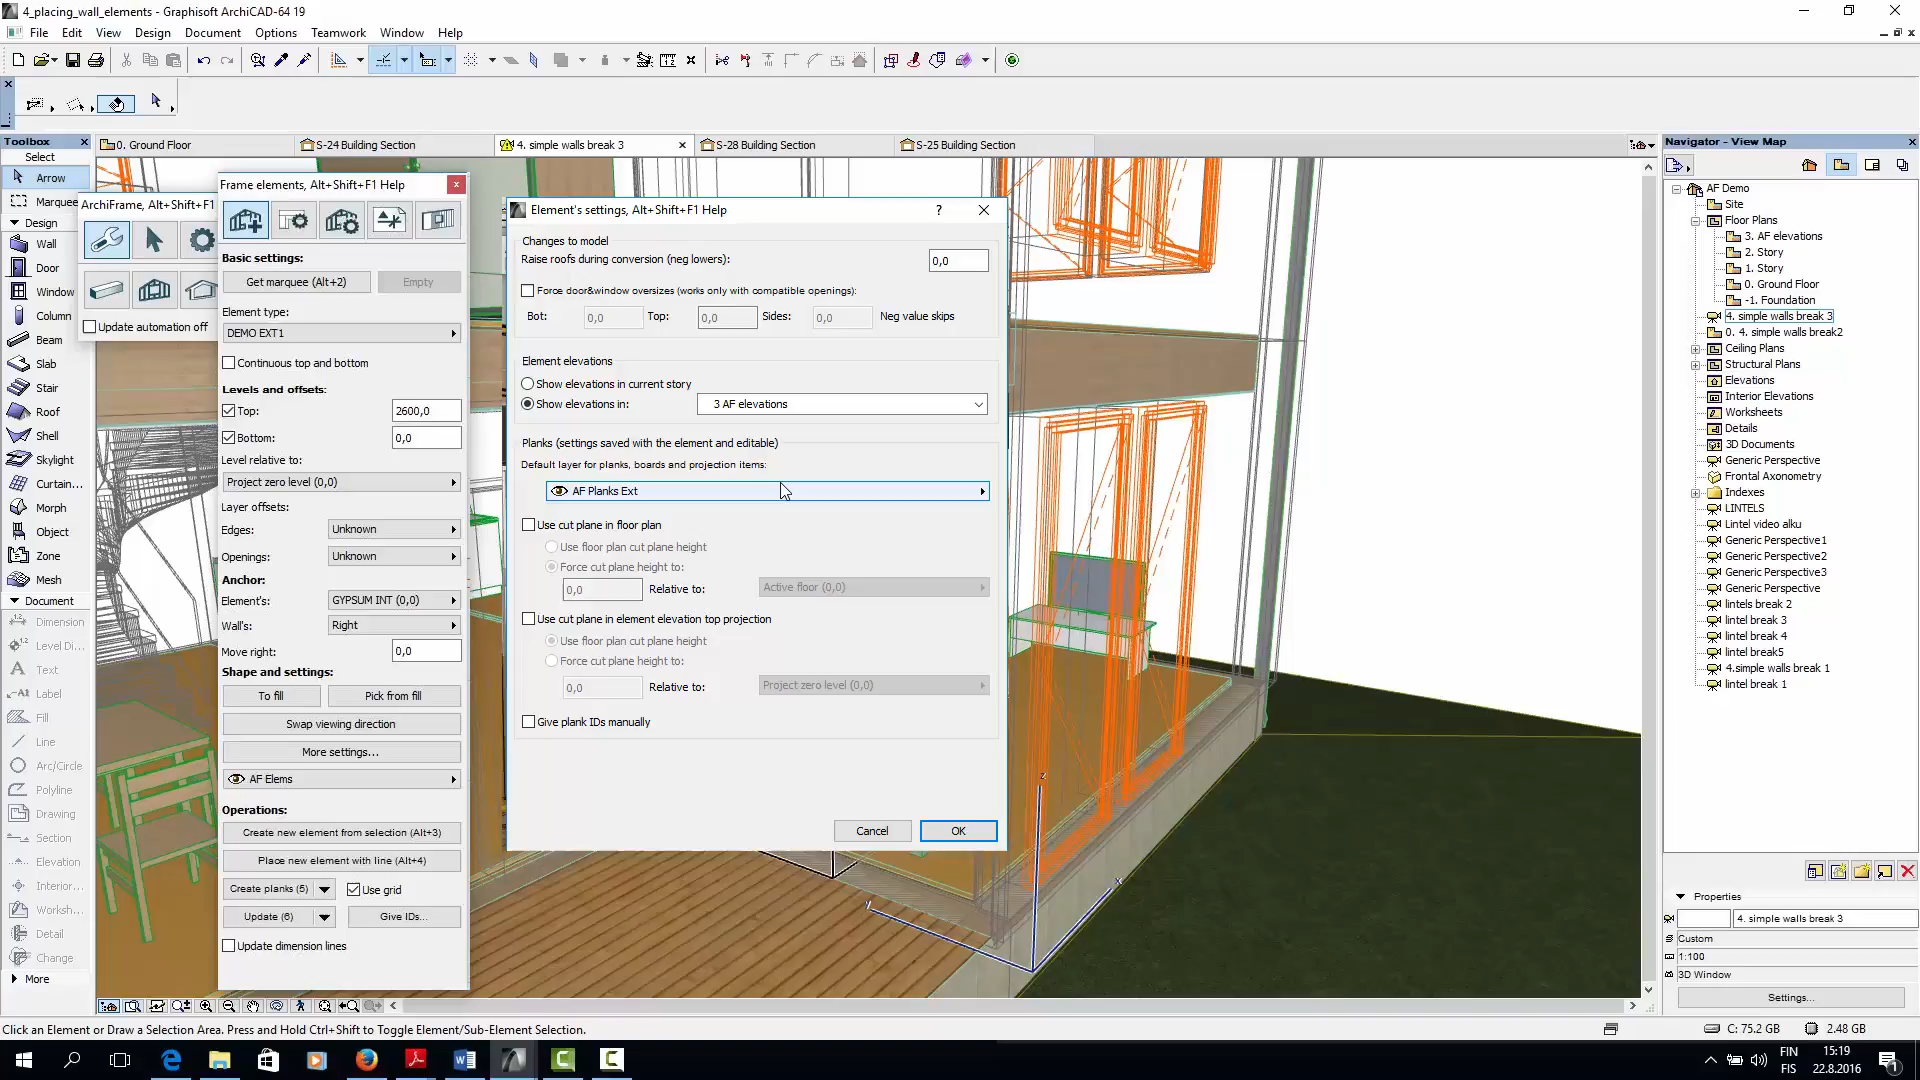 4_placing_wall_elements - Graphisoft ArchiCAD-64 19
File Edit View Design Document Options Teamwork Window Help
Toolbox
Select
Arrow
Marquee
Design
Wall
Door
Window
Column
Beam
Slab
Stair
Roof
Shell
Skylight
Curtain...
Morph
Object
Zone
Mesh
Document
Dimension
Level Di...
Text
Label
Fill
Line
Arc/Circle
Polyline
Drawing
Section
Elevation
Interior...
Worksh...
Detail
Change
More
0. Ground Floor
S-24 Building Section
4. simple walls break 3
S-28 Building Section
S-25 Building Section
ArchiFrame, Alt+Shift+F1
Update automation off
Frame elements, Alt+Shift+F1 Help
Basic settings:
Get marquee (Alt+2) Empty
Element type:
DEMO EXT1
Continuous top and bottom
Levels and offsets:
Top: 2600,0
Bottom: 0,0
Level relative to:
Project zero level (0,0)
Layer offsets:
Edges: Unknown
Openings: Unknown
Anchor:
Element's: GYPSUM INT (0,0)
Wall's: Right
Move right: 0,0
Shape and settings:
To fill Pick from fill
Swap viewing direction
More settings...
AF Elems
Operations:
Create new element from selection (Alt+3)
Place new element with line (Alt+4)
Create planks (5) Use grid
Update (6) Give IDs...
Update dimension lines
Element's settings, Alt+Shift+F1 Help ?
Changes to model
Raise roofs during conversion (neg lowers): 0,0
Force door&window oversizes (works only with compatible openings):
Bot: 0,0 Top: 0,0 Sides: 0,0 Neg value skips
Element elevations
Show elevations in current story
Show elevations in: 3 AF elevations
Planks (settings saved with the element and editable)
Default layer for planks, boards and projection items:
AF Planks Ext
Use cut plane in floor plan
Use floor plan cut plane height
Force cut plane height to:
0,0 Relative to: Active floor (0,0)
Use cut plane in element elevation top projection
Use floor plan cut plane height
Force cut plane height to:
0,0 Relative to: Project zero level (0,0)
Give plank IDs manually
Cancel OK
z
x
y
Navigator - View Map
AF Demo
Site
Floor Plans
3. AF elevations
2. Story
1. Story
0. Ground Floor
-1. Foundation
4. simple walls break 3
0. 4. simple walls break2
Ceiling Plans
Structural Plans
Elevations
Interior Elevations
Worksheets
Details
3D Documents
Generic Perspective
Frontal Axonometry
Indexes
LINTELS
Lintel video alku
Generic Perspective1
Generic Perspective2
Generic Perspective3
Generic Perspective
lintels break 2
lintel break 3
lintel break 4
lintel break5
4.simple walls break 1
lintel break 1
Properties
4. simple walls break 3
Custom
1:100
3D Window
Settings...
Click an Element or Draw a Selection Area. Press and Hold Ctrl+Shift to Toggle Element/Sub-Element Selection.
C: 75.2 GB 2.48 GB
FIN
FIS
15:19
22.8.2016
1